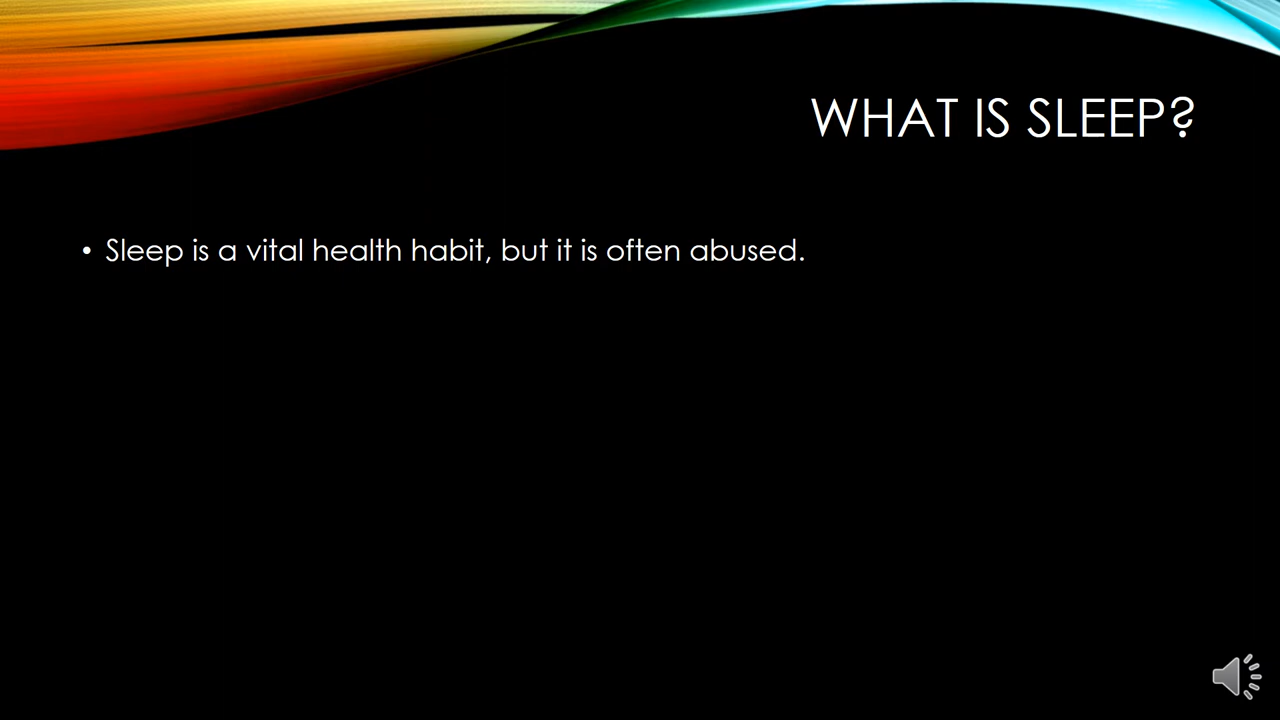 WHAT IS SLEEP?
• Sleep is a vital health habit, but it is often abused.